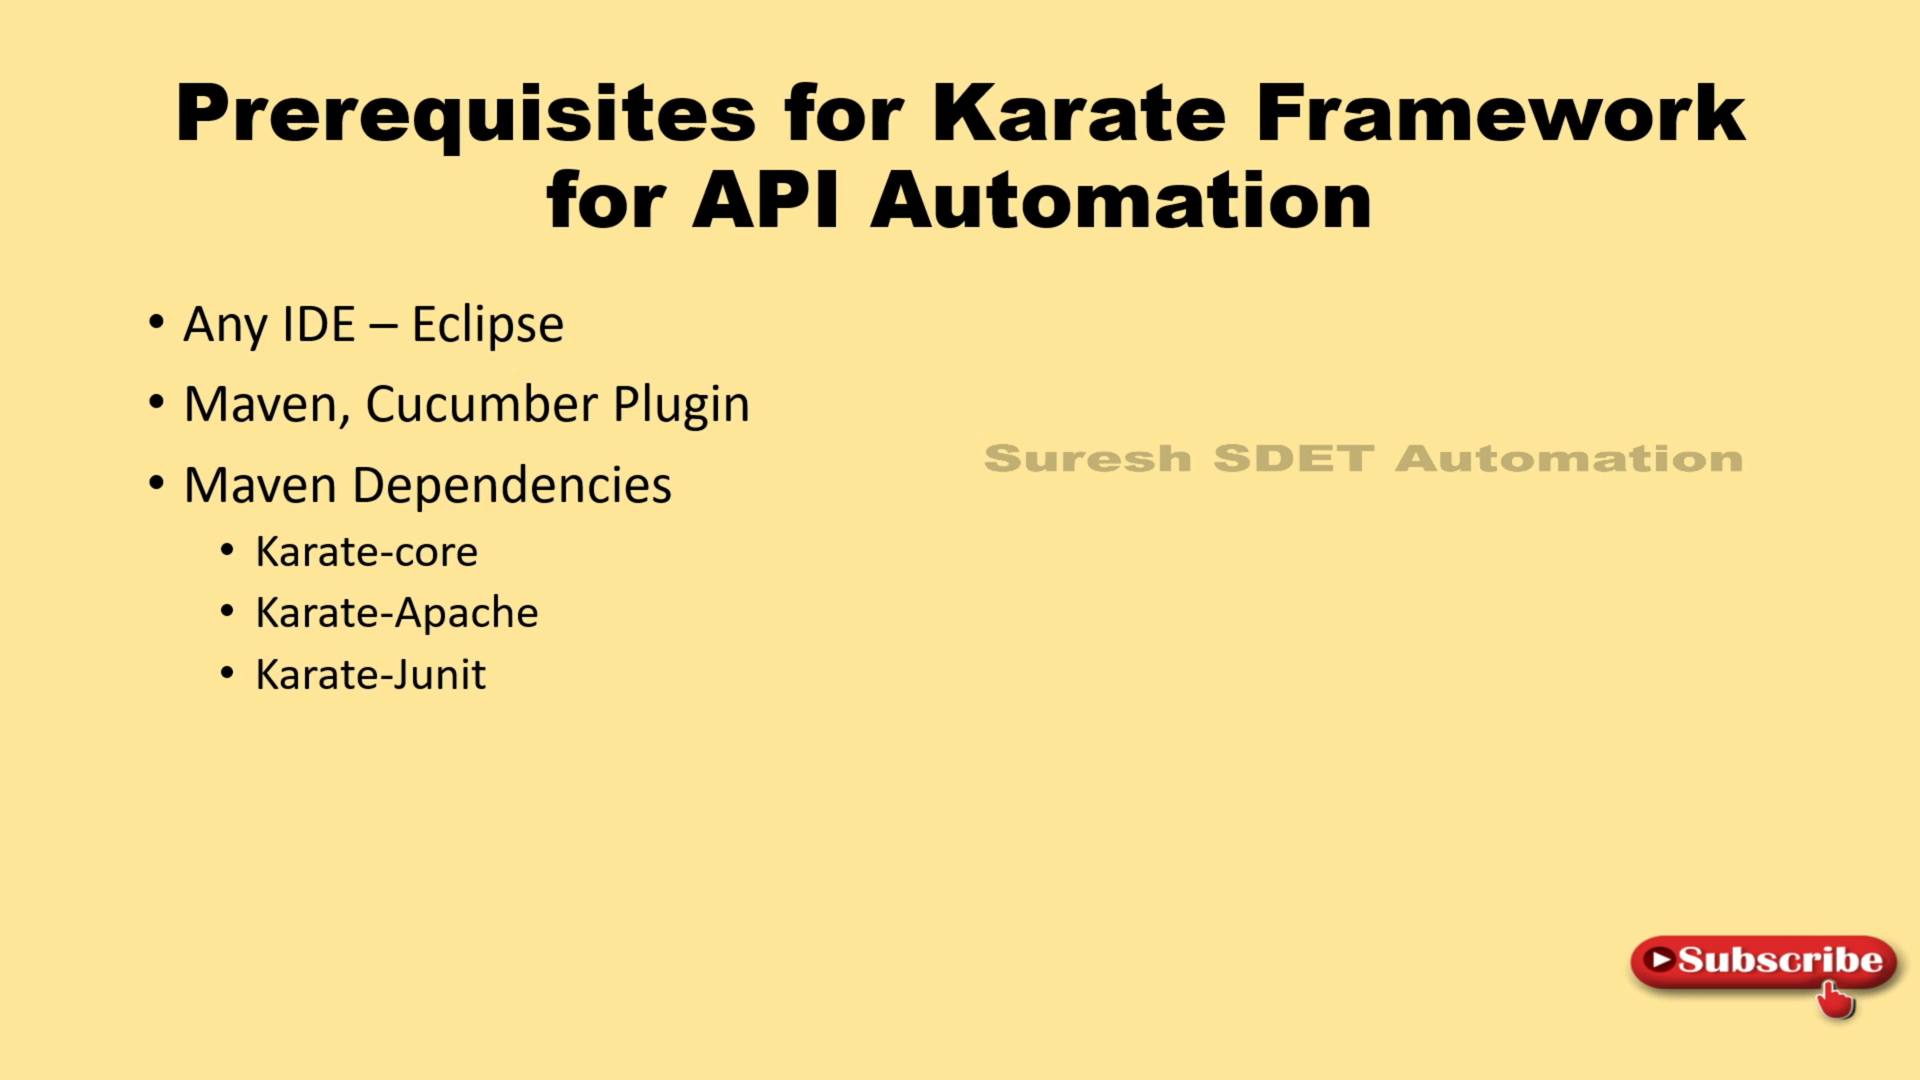 Prerequisites for Karate Framework
for API Automation
• Any IDE – Eclipse
• Maven, Cucumber Plugin
• Maven Dependencies
• Karate-core
• Karate-Apache
• Karate-Junit
Suresh SDET Automation
Subscribe